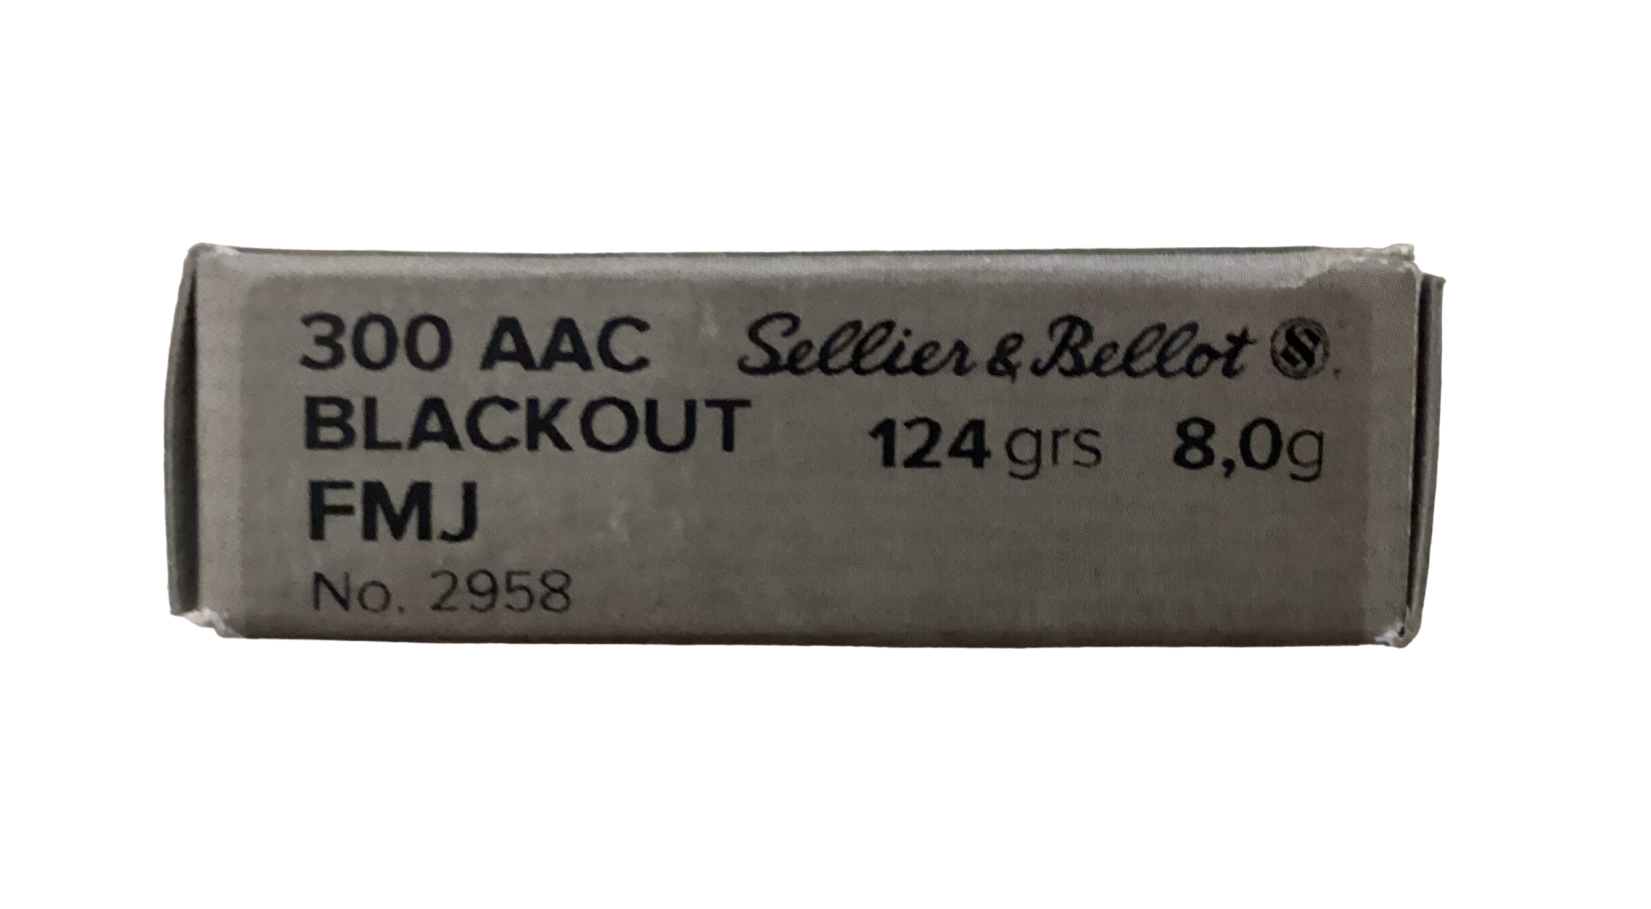 300 AAC
BLACKOUT
FMJ
No. 2958
Sellier & Bellot
124 grs 8,0g